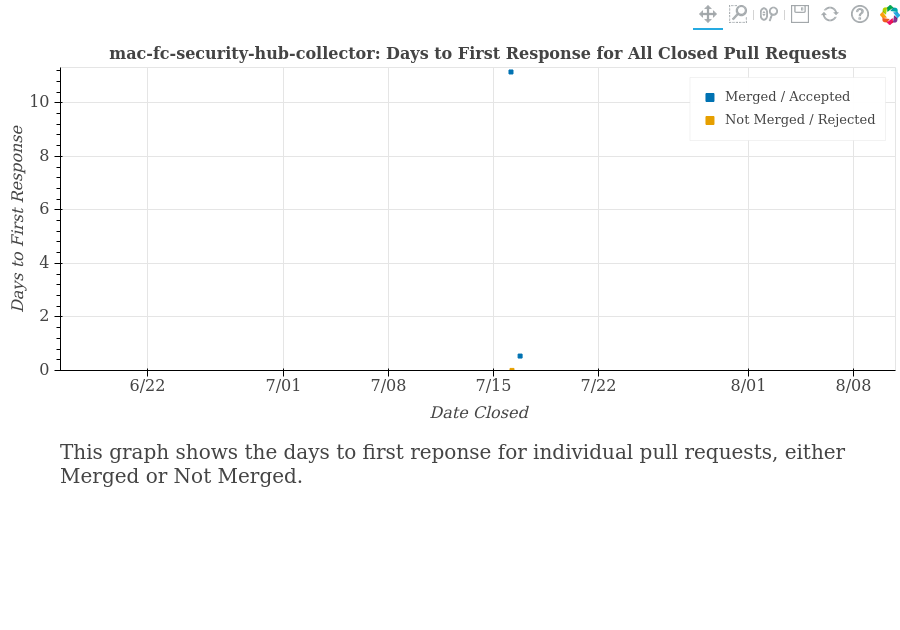 mac-fc-security-hub-collector: Days to First Response for All Closed Pull Requests
Merged / Accepted
Not Merged / Rejected
Days to First Response
10
8
6
4
2
0
6/22 7/01 7/08 7/15 7/22 8/01 8/08
Date Closed
This graph shows the days to first reponse for individual pull requests, either
Merged or Not Merged.